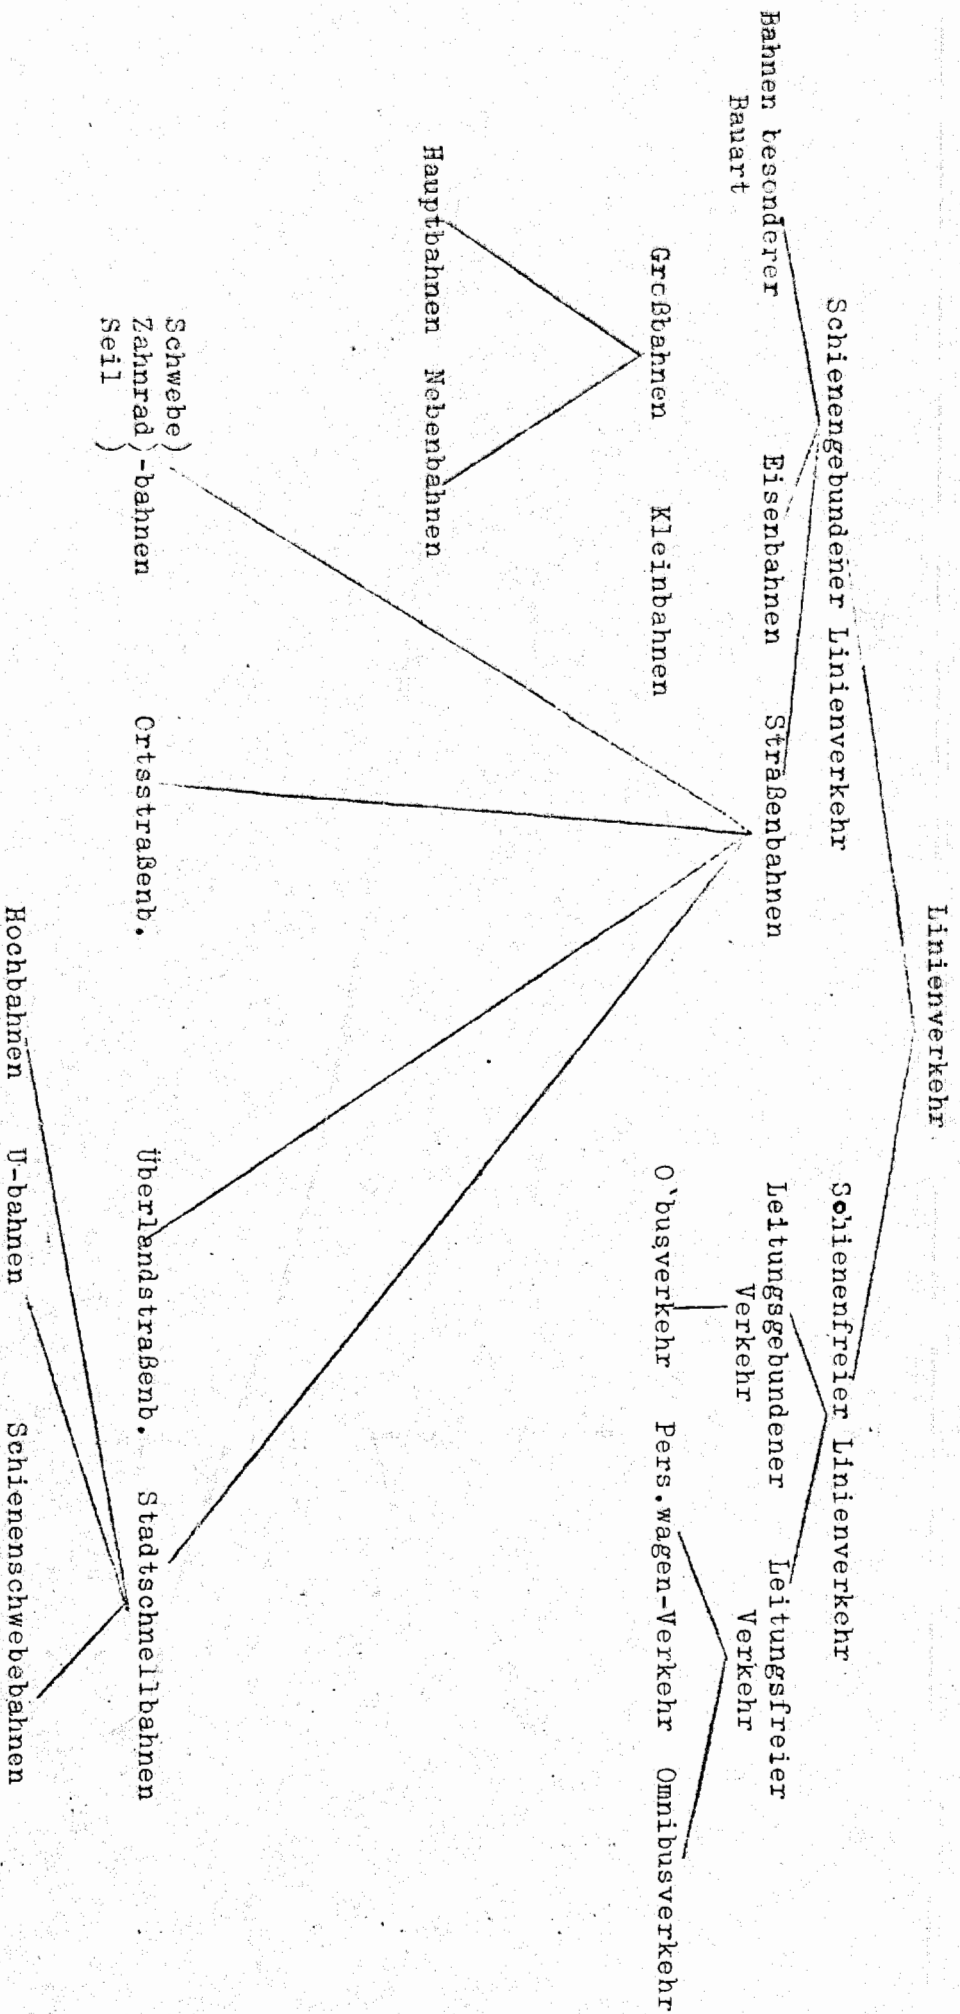 Linienverkehr
Schienengebundener Linienverkehr
Schienenfreier Linienverkehr
Bahnen besonderer
Bauart
Eisenbahnen
Straßenbahnen
Leitungsgebundener
Verkehr
Leitungsfreier
Verkehr
Großbahnen
Kleinbahnen
O'busverkehr
Pers.wagen-Verkehr
Omnibusverkehr
Hauptbahnen
Nebenbahnen
Schwebe)
Zahnrad)-bahnen
Seil )
Ortsstraßenb.
Überlandstraßenb.
Stadtschnellbahnen
Hochbahnen
U-bahnen
Schienenschwebebahnen